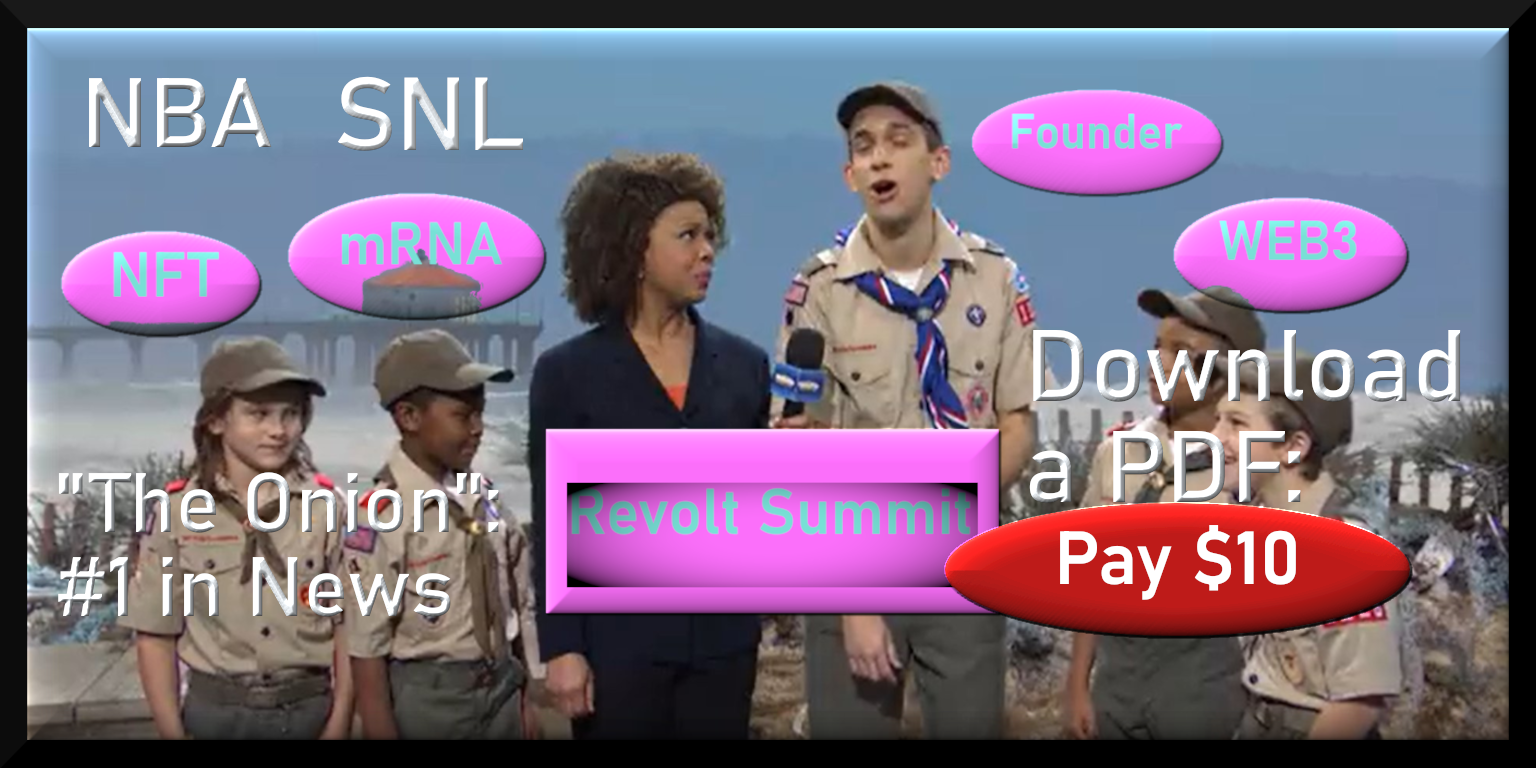 NBA SNL
Founder
NFT
mRNA
WEB3
Download
a PDF:
"The Onion":
#1 in News
Revolt Summit
Pay $10